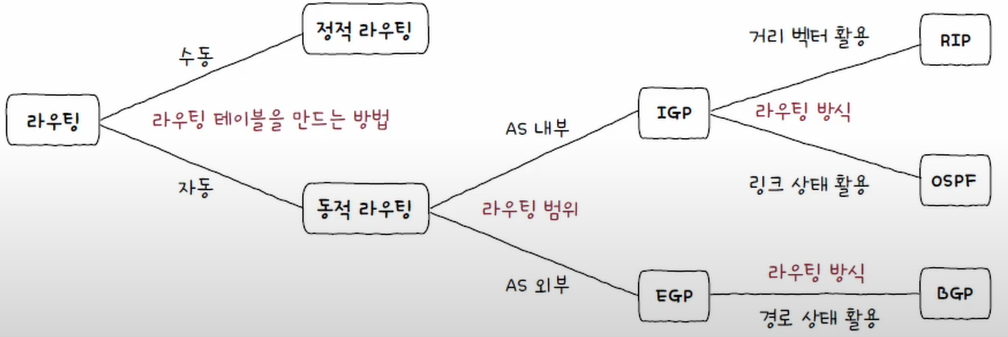 정적 라우팅
수동
라우팅
라우팅 테이블을 만드는 방법
자동
동적 라우팅
AS 내부
라우팅 범위
AS 외부
IGP
EGP
거리 벡터 활용
라우팅 방식
링크 상태 활용
RIP
OSPF
라우팅 방식
경로 상태 활용
BGP